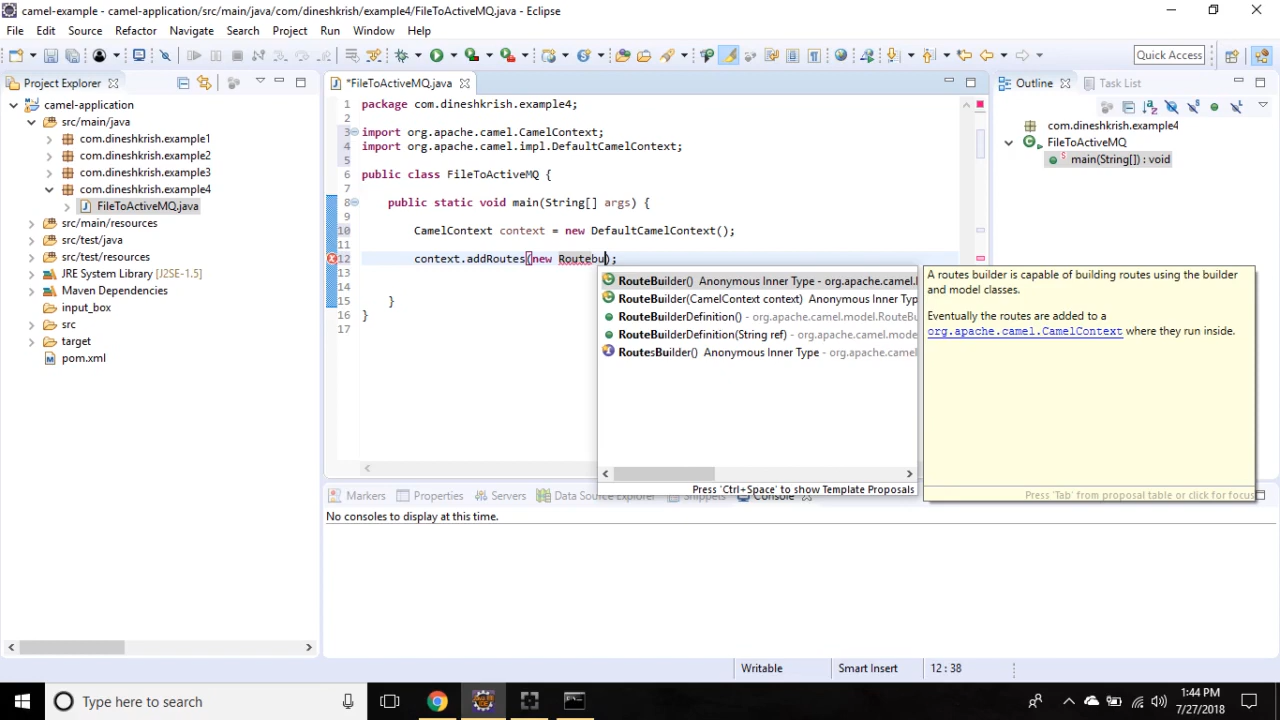 camel-example - camel-application/src/main/java/com/dineshkrish/example4/FileToActiveMQ.java - Eclipse
File Edit Source Refactor Navigate Search Project Run Window Help
Quick Access
Project Explorer
*FileToActiveMQ.java
Outline
Task List
camel-application
src/main/java
com.dineshkrish.example1
com.dineshkrish.example2
com.dineshkrish.example3
com.dineshkrish.example4
FileToActiveMQ.java
src/main/resources
src/test/java
src/test/resources
JRE System Library [J2SE-1.5]
Maven Dependencies
input_box
src
target
pom.xml
1 package com.dineshkrish.example4;
2
3 import org.apache.camel.CamelContext;
4 import org.apache.camel.impl.DefaultCamelContext;
5
6 public class FileToActiveMQ {
7
8 public static void main(String[] args) {
9
10 CamelContext context = new DefaultCamelContext();
11
12 context.addRoutes(new Routebu);
13
14
15 }
16 }
17
RouteBuilder() Anonymous Inner Type - org.apache.camel.
RouteBuilder(CamelContext context) Anonymous Inner Typ
RouteBuilderDefinition() - org.apache.camel.model.RouteBu
RouteBuilderDefinition(String ref) - org.apache.camel.mode
RoutesBuilder() Anonymous Inner Type - org.apache.camel
Press 'Ctrl+Space' to show Template Proposals
A routes builder is capable of building routes using the builder
and model classes.
Eventually the routes are added to a
org.apache.camel.CamelContext where they run inside.
Press 'Tab' from proposal table or click for focus
com.dineshkrish.example4
FileToActiveMQ
main(String[]) : void
Markers Properties Servers Data Source Explorer Snippets Console
No consoles to display at this time.
Writable Smart Insert 12 : 38
Type here to search
1:44 PM
7/27/2018